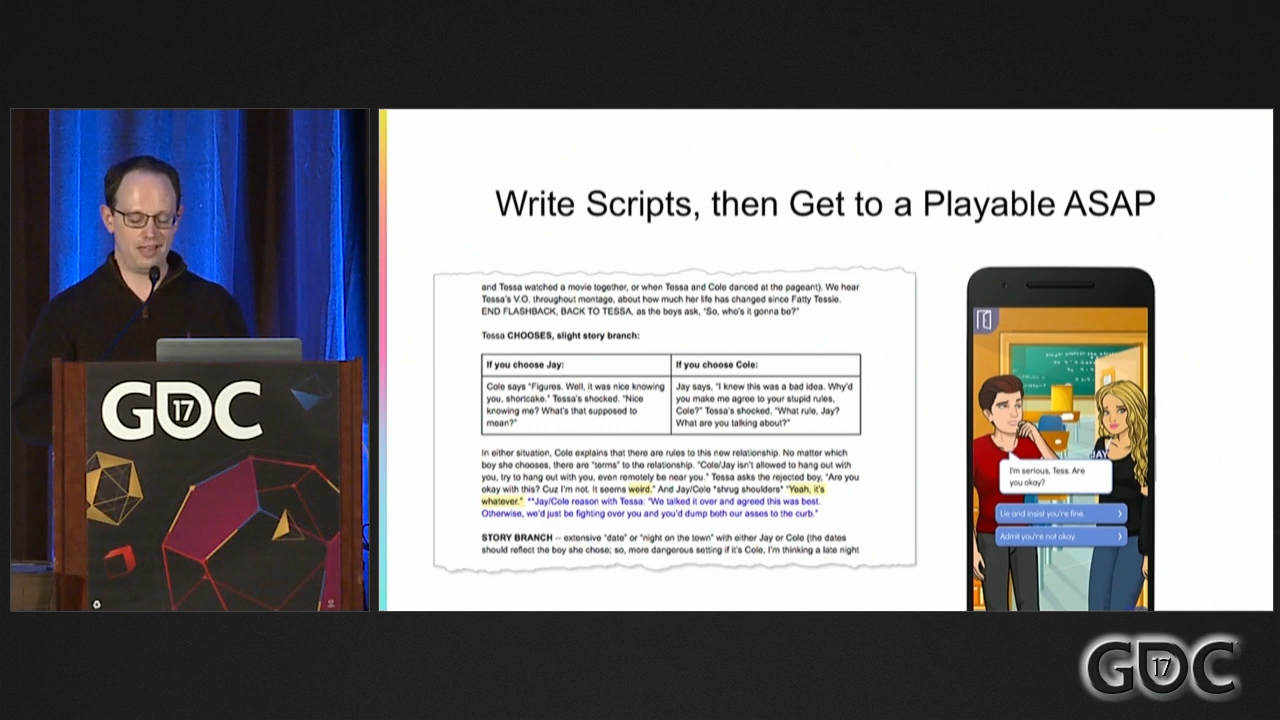 GDC
17
Write Scripts, then Get to a Playable ASAP
and Tessa watched a movie together, or when Tessa and Cole danced at the pageant). We hear
Tessa's V.O. throughout montage, about how much her life has changed since Fatty Tessie.
END FLASHBACK, BACK TO TESSA, as the boys ask, "So, who's it gonna be?"
Tessa CHOOSES, slight story branch:
If you choose Jay:
Cole says "Figures. Well, it was nice knowing
you, shortcake." Tessa's shocked. "Nice
knowing me? What's that supposed to
mean?"
If you choose Cole:
Jay says, "I knew this was a bad idea. Why'd
you make me agree to your stupid rules,
Cole?" Tessa's shocked, "What rule, Jay?
What are you talking about?"
In either situation, Cole explains that there are rules to this new relationship. No matter which
boy she chooses, there are "terms" to the relationship. "Cole/Jay isn't allowed to hang out with
you, try to hang out with you, even remotely be near you." Tessa asks the rejected boy, "Are you
okay with this? Cuz I'm not. It seems weird." And Jay/Cole *shrug shoulders* "Yeah, it's
whatever." **Jay/Cole reason with Tessa: "We talked it over and agreed this was best.
Otherwise, we'd just be fighting over you and you'd dump both our asses to the curb."
STORY BRANCH -- extensive "date" or "night on the town" with either Jay or Cole (the dates
should reflect the boy she chose; so, more dangerous setting if it's Cole, I'm thinking a late night
JAY
I'm serious, Tess. Are
you okay?
Lie and insist you're fine.
Admit you're not okay.
GDC
17